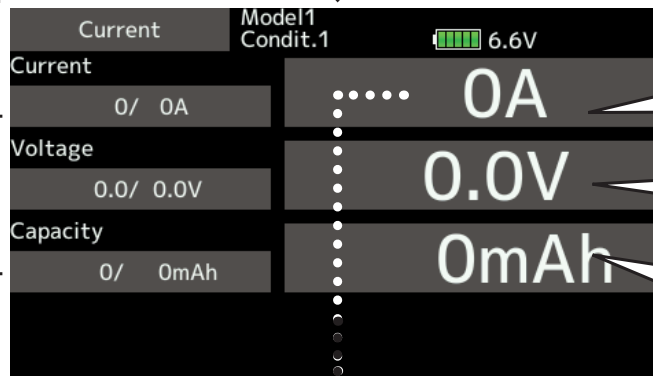 Current
Model1
Condit.1
6.6V
Current
0/ 0A
0A
Voltage
0.0/ 0.0V
0.0V
Capacity
0/ 0mAh
0mAh